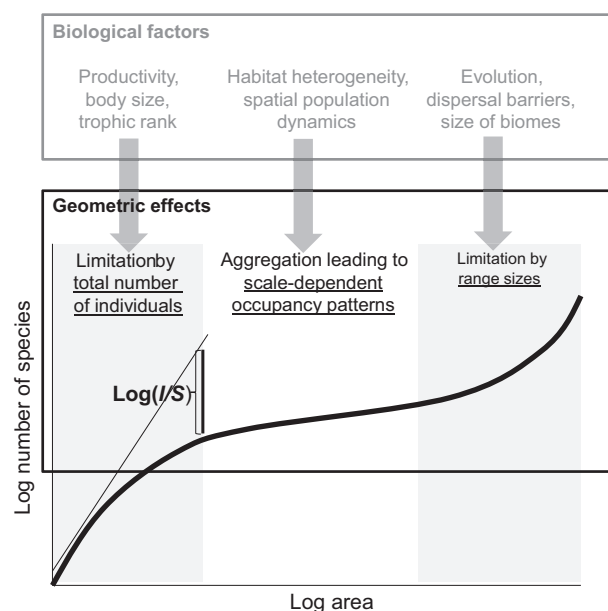 Biological factors
Productivity,
body size,
trophic rank
Habitat heterogeneity,
spatial population
dynamics
Evolution,
dispersal barriers,
size of biomes
Geometric effects
Limitationby
total number
of individuals
Aggregation leading to
scale-dependent
occupancy patterns
Limitation by
range sizes
Log(I/S)
Log number of species
Log area